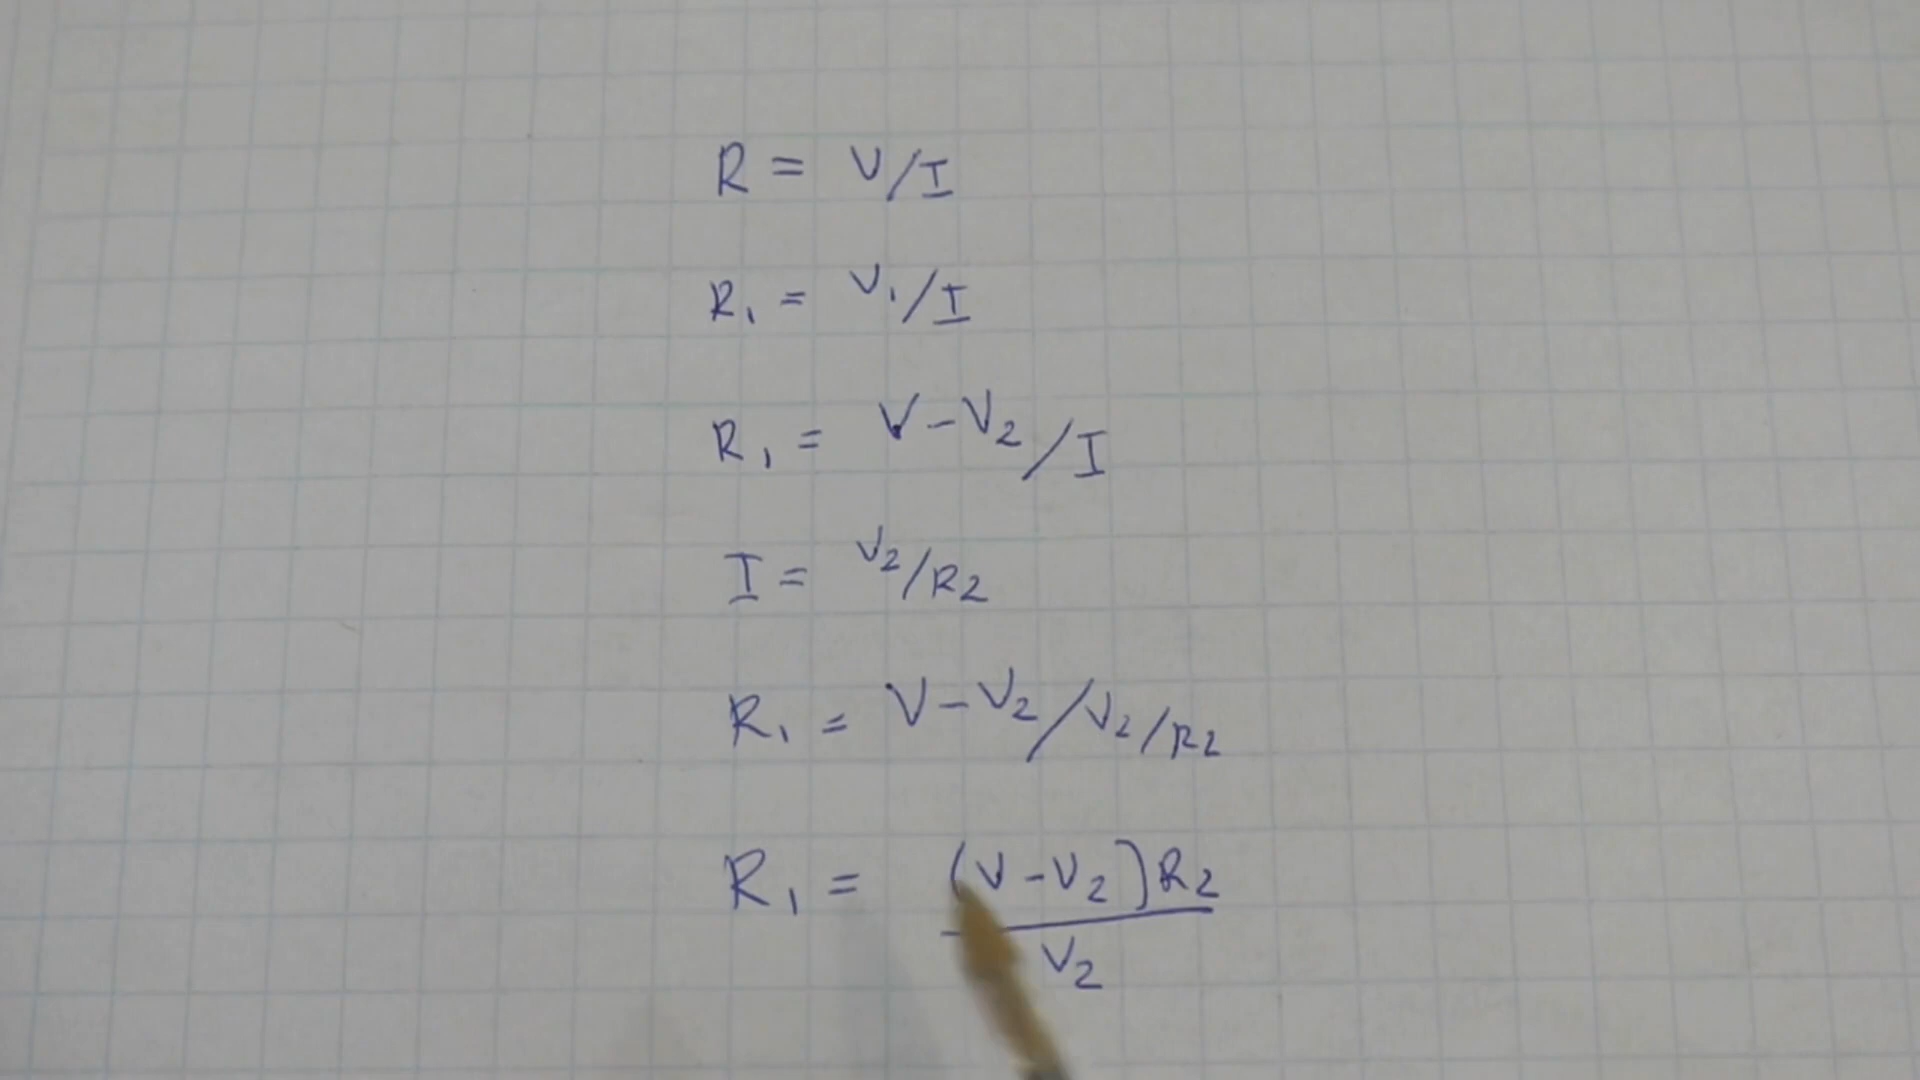 R = V/I
R1 = V1/I
R1 = V-V2/I
I = V2/R2
R1 = V-V2/V2/R2
R1 = (V-V2)R2
V2